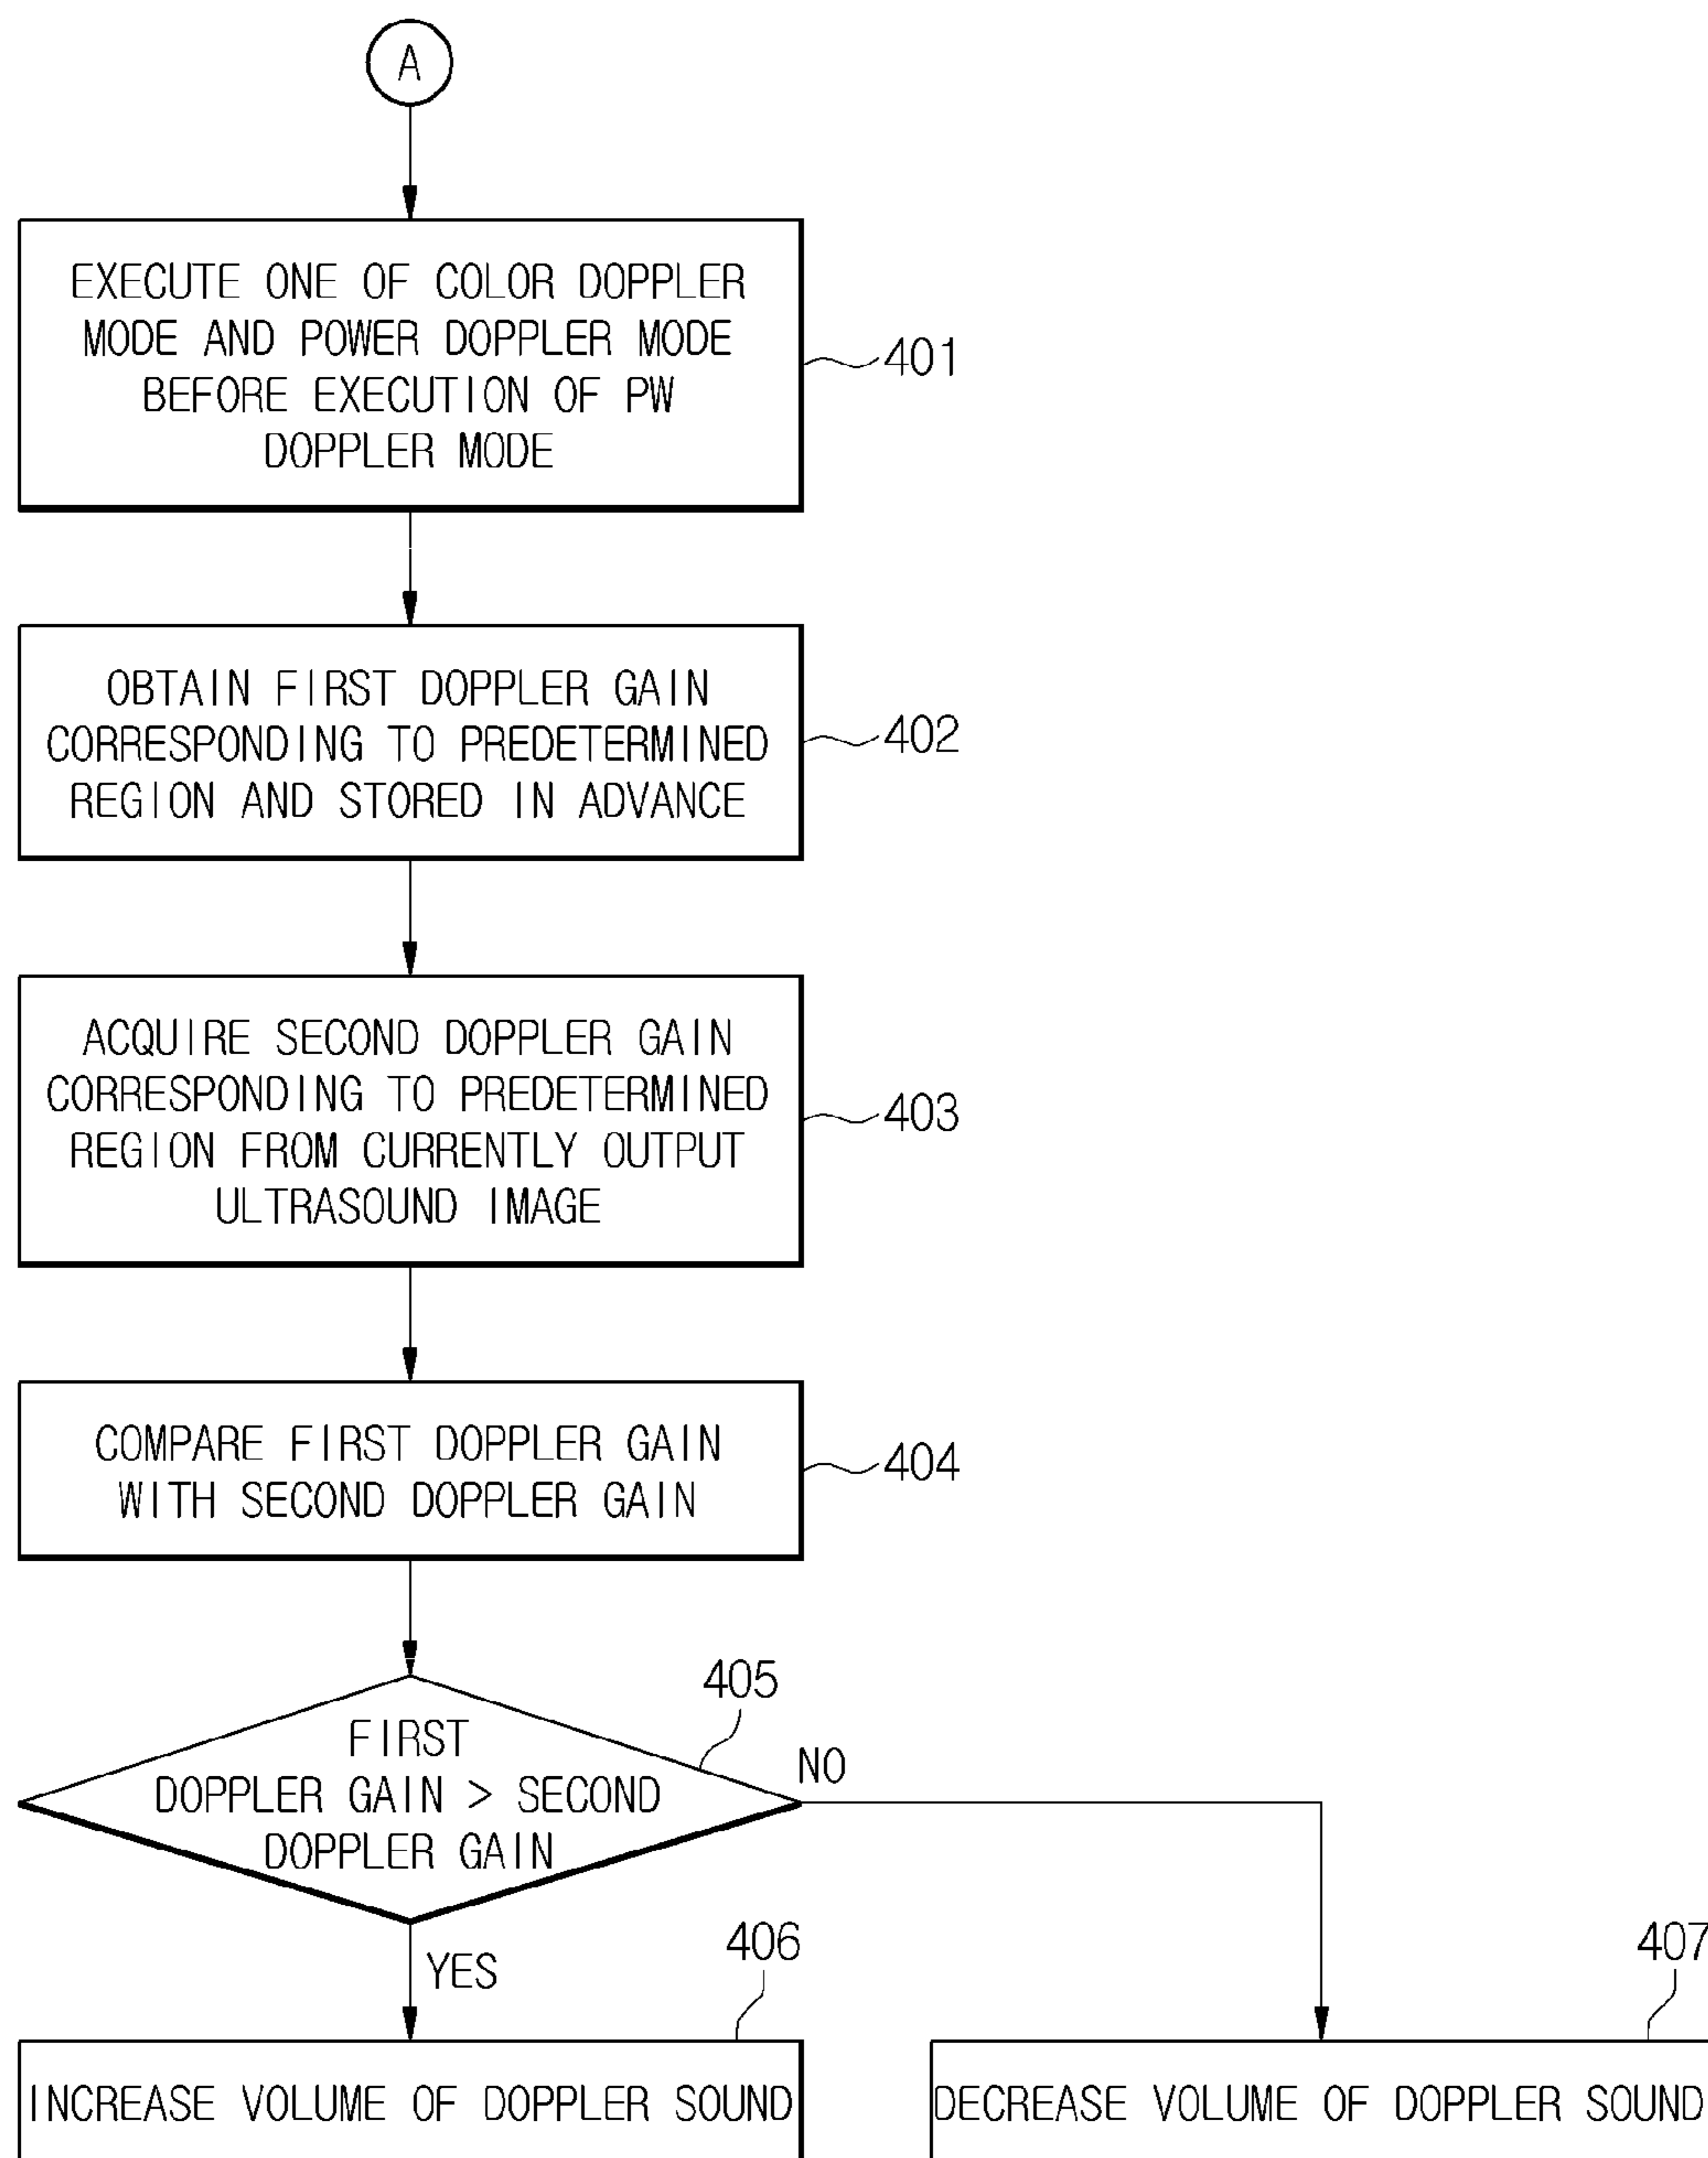 A
EXECUTE ONE OF COLOR DOPPLER
MODE AND POWER DOPPLER MODE
BEFORE EXECUTION OF PW
DOPPLER MODE
401
OBTAIN FIRST DOPPLER GAIN
CORRESPONDING TO PREDETERMINED
REGION AND STORED IN ADVANCE
402
ACQUIRE SECOND DOPPLER GAIN
CORRESPONDING TO PREDETERMINED
REGION FROM CURRENTLY OUTPUT
ULTRASOUND IMAGE
403
COMPARE FIRST DOPPLER GAIN
WITH SECOND DOPPLER GAIN
404
405
FIRST
DOPPLER GAIN > SECOND
DOPPLER GAIN
NO
YES
406
407
INCREASE VOLUME OF DOPPLER SOUND
DECREASE VOLUME OF DOPPLER SOUND